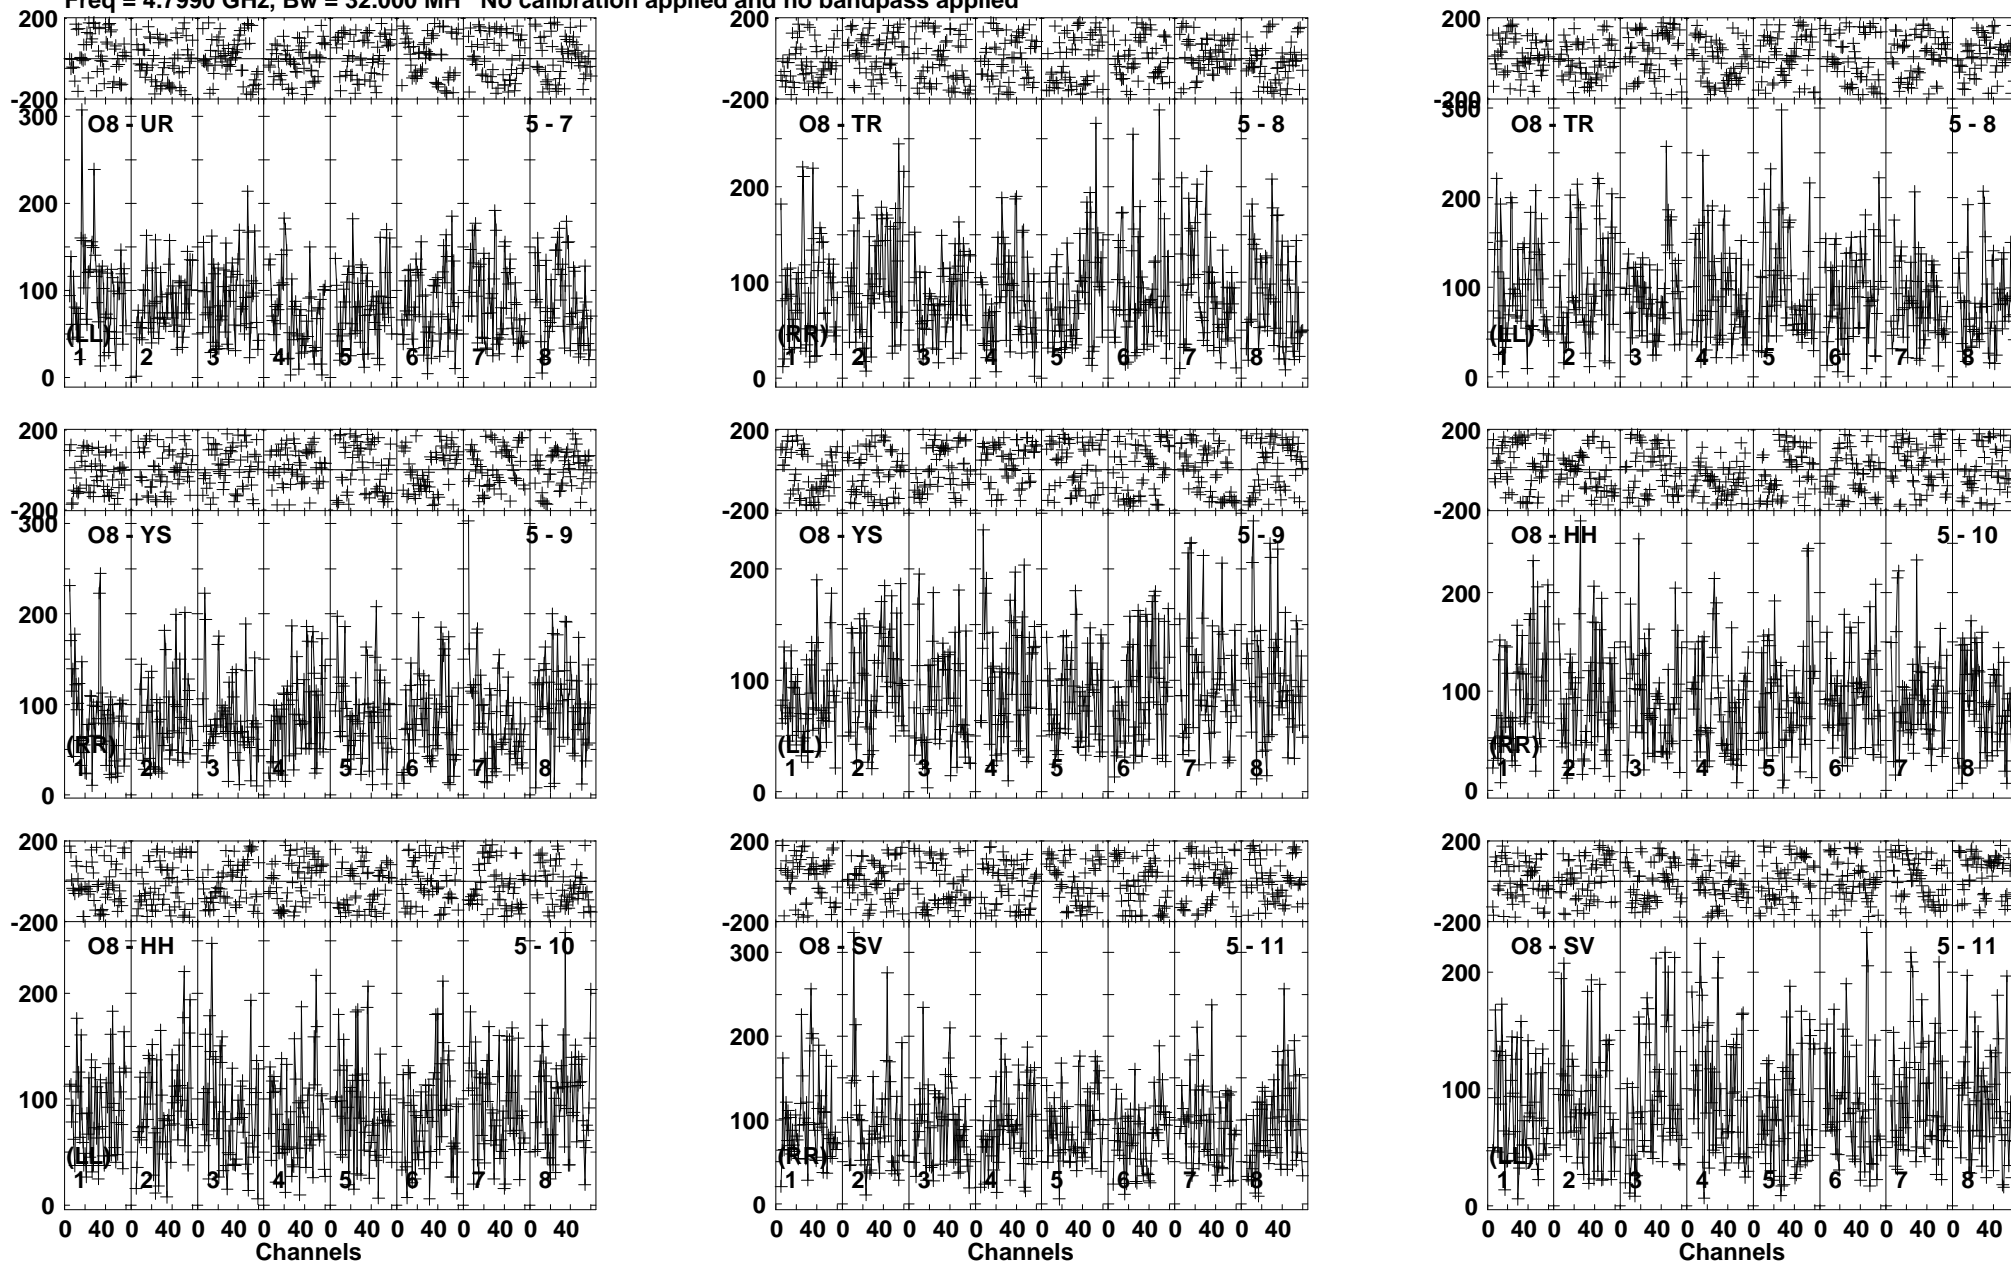 Freq = 4.7990 GHz, Bw = 32.000 MH No calibration applied and no bandpass applied
200 200 200
-200 -200 -200
300 O8 - UR 5 - 7 O8 - TR 5 - 8 300 O8 - TR 5 - 8
200 200 200
100 100 100
(LL) (RR) (LL)
1 2 3 4 5 6 7 8 1 2 3 4 5 6 7 8 1 2 3 4 5 6 7 8
0 0 0
200 200 200
-200 -200 -200
300 O8 - YS 5 - 9 O8 - YS 5 - 9 O8 - HH 5 - 10
200 200 200
100 100 100
(RR) (LL) (RR)
1 2 3 4 5 6 7 8 1 2 3 4 5 6 7 8 1 2 3 4 5 6 7 8
0 0 0
200 200 200
-200 -200 -200
O8 - HH 5 - 10 O8 - SV 5 - 11 O8 - SV 5 - 11
200 300 200
200
100 100 100
(LL) (RR) (LL)
1 2 3 4 5 6 7 8 1 2 3 4 5 6 7 8 1 2 3 4 5 6 7 8
0 0 0
0 40 0 40 0 40 0 40 0 40 0 40 0 40 0 40 0 40 0 40 0 40 0 40 0 40 0 40 0 40 0 40 0 40 0 40 0 40 0 40 0 40 0 40 0 40 0 40
Channels Channels Channels